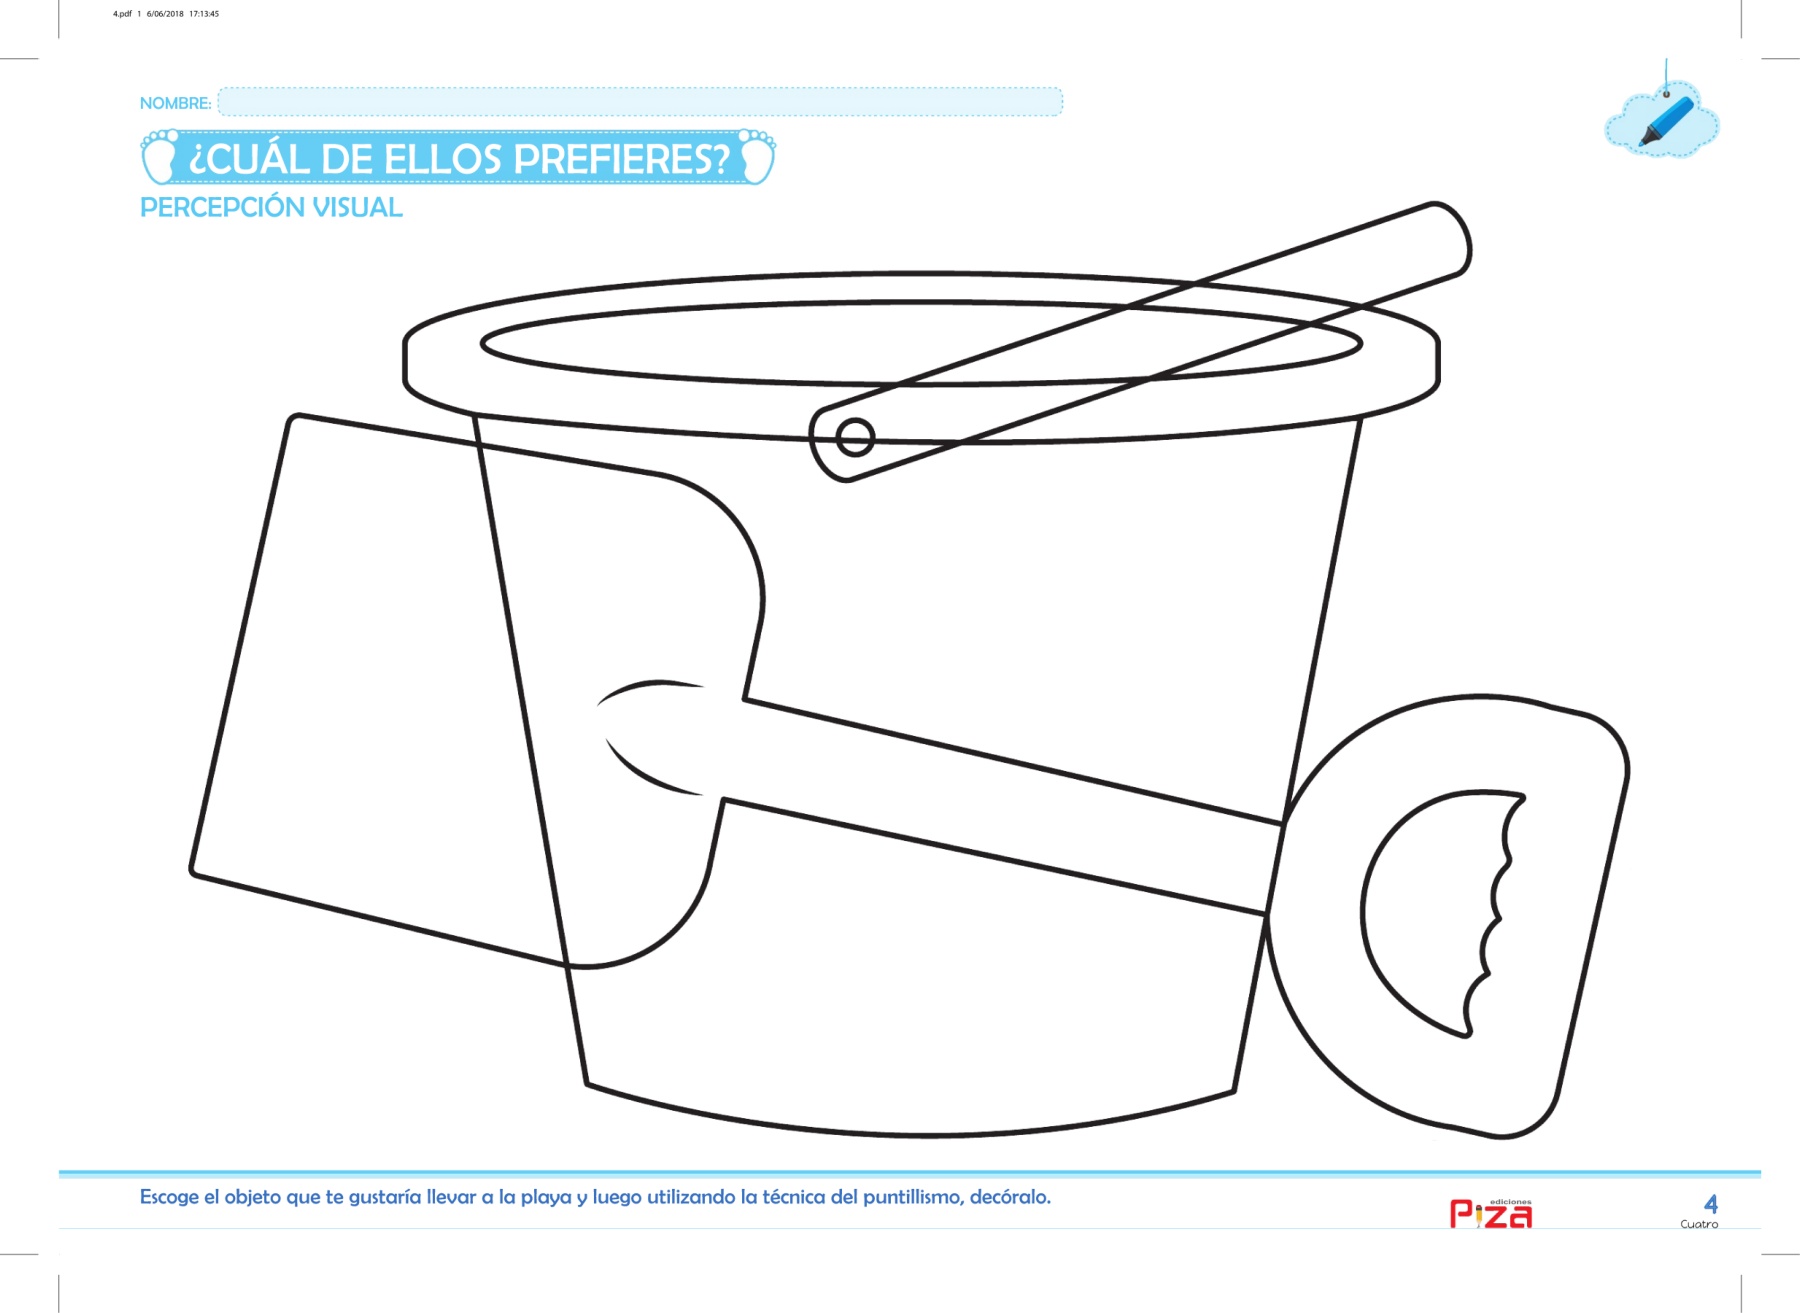 4.pdf 1 6/06/2018 17:13:45
NOMBRE:
¿CUÁL DE ELLOS PREFIERES?
PERCEPCIÓN VISUAL
Escoge el objeto que te gustaría llevar a la playa y luego utilizando la técnica del puntillismo, decóralo.
ediciones
Piza
4
Cuatro